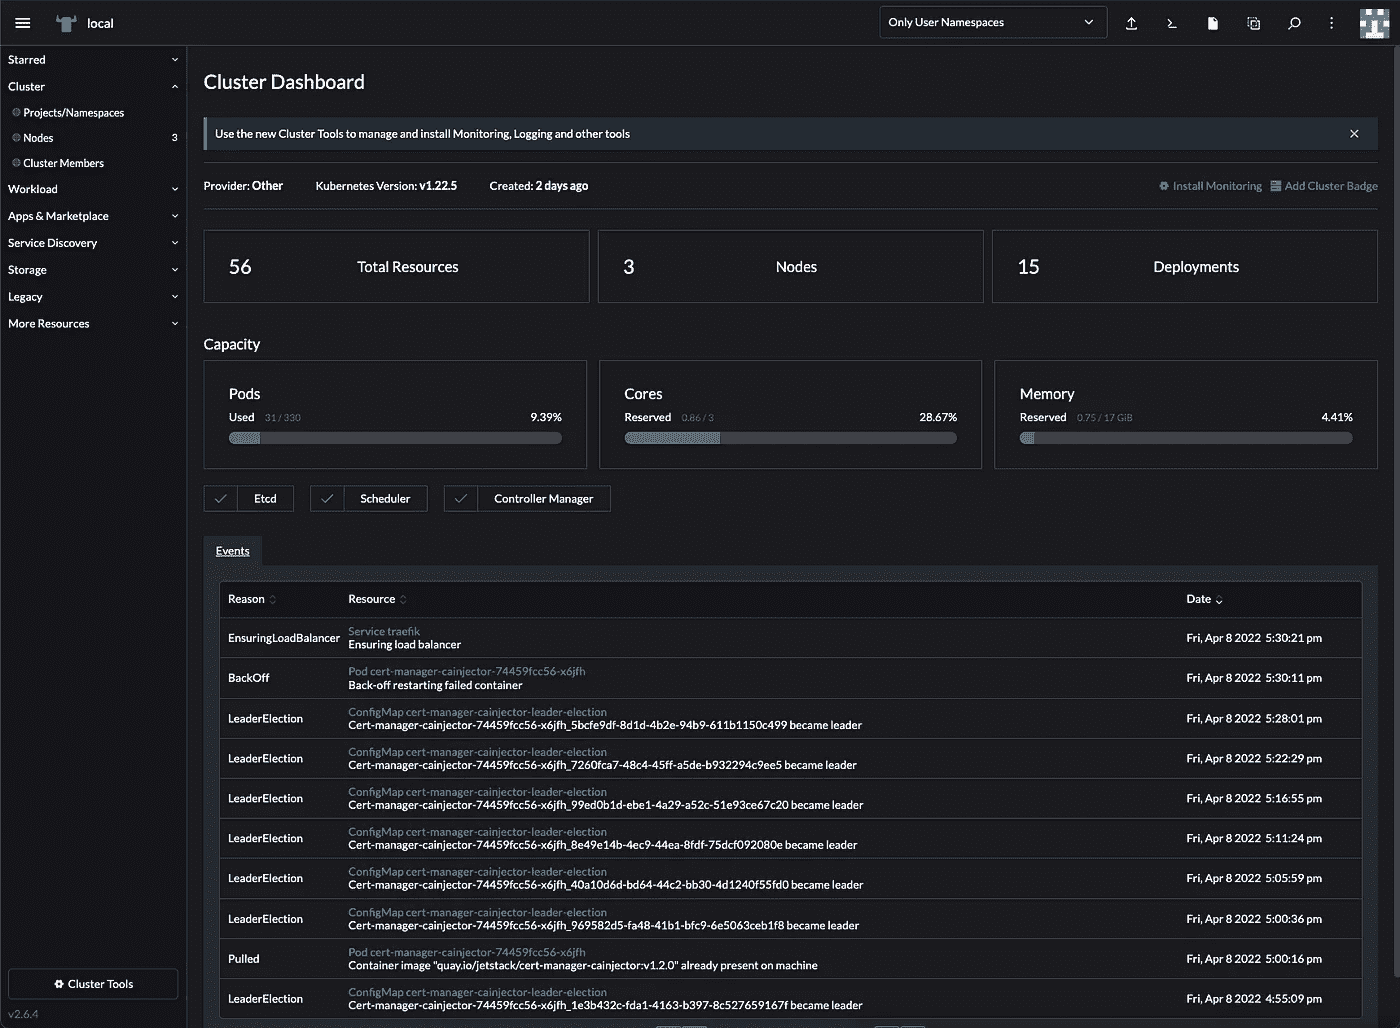 local
Only User Namespaces
Starred
Cluster
Projects/Namespaces
Nodes 3
Cluster Members
Workload
Apps & Marketplace
Service Discovery
Storage
Legacy
More Resources
Cluster Tools
v2.6.4
Cluster Dashboard
Use the new Cluster Tools to manage and install Monitoring, Logging and other tools
Provider: Other Kubernetes Version: v1.22.5 Created: 2 days ago Install Monitoring Add Cluster Badge
56 Total Resources 3 Nodes 15 Deployments
Capacity
Pods
Used 31 / 330 9.39%
Cores
Reserved 0.86 / 3 28.67%
Memory
Reserved 0.75 / 17 GiB 4.41%
Etcd Scheduler Controller Manager
Events
Reason Resource Date
EnsuringLoadBalancer Service traefik
Ensuring load balancer Fri, Apr 8 2022 5:30:21 pm
BackOff Pod cert-manager-cainjector-74459fcc56-x6jfh
Back-off restarting failed container Fri, Apr 8 2022 5:30:11 pm
LeaderElection ConfigMap cert-manager-cainjector-leader-election
Cert-manager-cainjector-74459fcc56-x6jfh_5bcfe9df-8d1d-4b2e-94b9-611b1150c499 became leader Fri, Apr 8 2022 5:28:01 pm
LeaderElection ConfigMap cert-manager-cainjector-leader-election
Cert-manager-cainjector-74459fcc56-x6jfh_7260fca7-48c4-45ff-a5de-b932294c9ee5 became leader Fri, Apr 8 2022 5:22:29 pm
LeaderElection ConfigMap cert-manager-cainjector-leader-election
Cert-manager-cainjector-74459fcc56-x6jfh_99ed0b1d-ebe1-4a29-a52c-51e93ce67c20 became leader Fri, Apr 8 2022 5:16:55 pm
LeaderElection ConfigMap cert-manager-cainjector-leader-election
Cert-manager-cainjector-74459fcc56-x6jfh_8e49e14b-4ec9-44ea-8fdf-75dcf092080e became leader Fri, Apr 8 2022 5:11:24 pm
LeaderElection ConfigMap cert-manager-cainjector-leader-election
Cert-manager-cainjector-74459fcc56-x6jfh_40a10d6d-bd64-44c2-bb30-4d1240f55fd0 became leader Fri, Apr 8 2022 5:05:59 pm
LeaderElection ConfigMap cert-manager-cainjector-leader-election
Cert-manager-cainjector-74459fcc56-x6jfh_969582d5-fa48-41b1-bfc9-6e5063ceb1f8 became leader Fri, Apr 8 2022 5:00:36 pm
Pulled Pod cert-manager-cainjector-74459fcc56-x6jfh
Container image "quay.io/jetstack/cert-manager-cainjector:v1.2.0" already present on machine Fri, Apr 8 2022 5:00:16 pm
LeaderElection ConfigMap cert-manager-cainjector-leader-election
Cert-manager-cainjector-74459fcc56-x6jfh_1e3b432c-fda1-4163-b397-8c527659167f became leader Fri, Apr 8 2022 4:55:09 pm